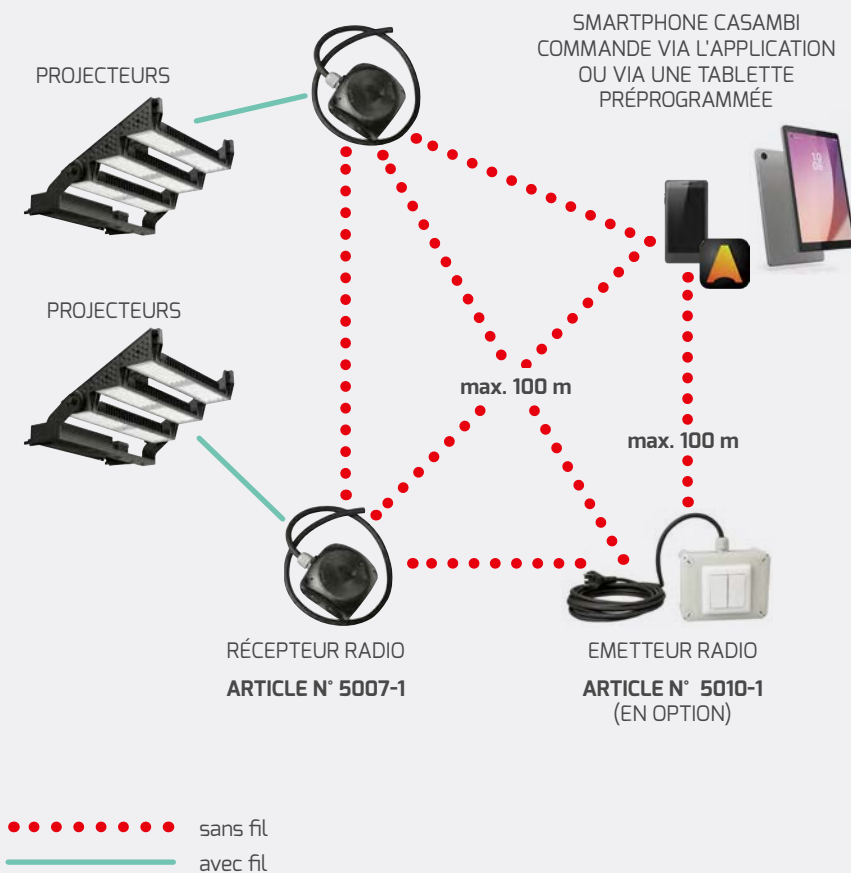 SMARTPHONE CASAMBI
COMMANDE VIA L'APPLICATION
OU VIA UNE TABLETTE
PRÉPROGRAMMÉE
PROJECTEURS
PROJECTEURS
max. 100 m
max. 100 m
RÉCEPTEUR RADIO
ARTICLE N° 5007-1
EMETTEUR RADIO
ARTICLE N° 5010-1
(EN OPTION)
sans fil
avec fil